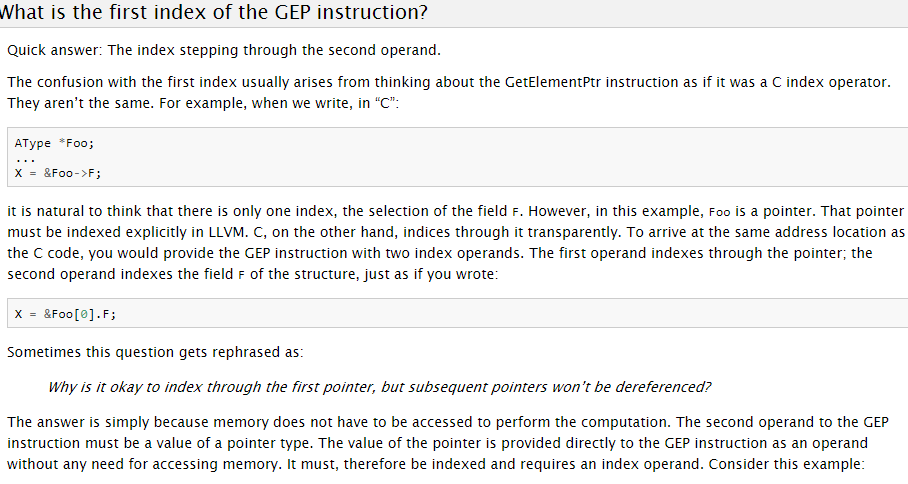 What is the first index of the GEP instruction?
Quick answer: The index stepping through the second operand.
The confusion with the first index usually arises from thinking about the GetElementPtr instruction as if it was a C index operator.
They aren’t the same. For example, when we write, in “C”:
AType *Foo;
...
X = &Foo->F;
it is natural to think that there is only one index, the selection of the field F. However, in this example, Foo is a pointer. That pointer
must be indexed explicitly in LLVM. C, on the other hand, indices through it transparently. To arrive at the same address location as
the C code, you would provide the GEP instruction with two index operands. The first operand indexes through the pointer; the
second operand indexes the field F of the structure, just as if you wrote:
X = &Foo[0].F;
Sometimes this question gets rephrased as:
Why is it okay to index through the first pointer, but subsequent pointers won’t be dereferenced?
The answer is simply because memory does not have to be accessed to perform the computation. The second operand to the GEP
instruction must be a value of a pointer type. The value of the pointer is provided directly to the GEP instruction as an operand
without any need for accessing memory. It must, therefore be indexed and requires an index operand. Consider this example: